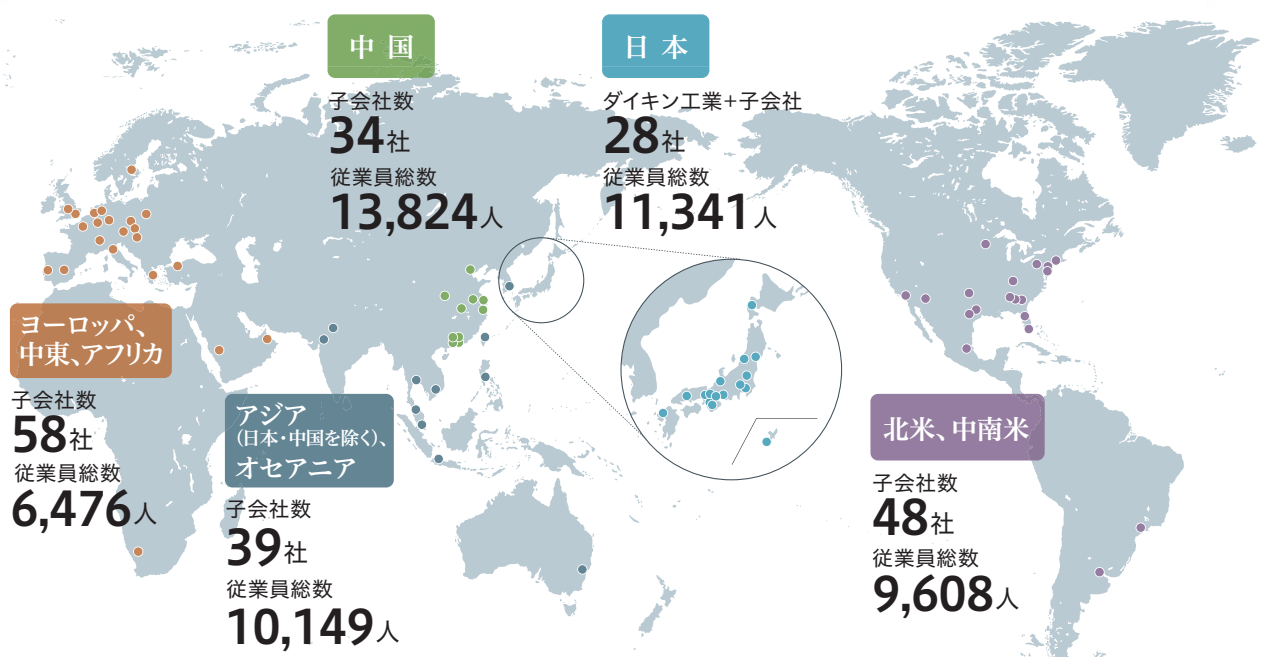 中国
子会社数
34社
従業員総数
13,824人
日本
ダイキン工業+子会社
28社
従業員総数
11,341人
ヨーロッパ、
中東、アフリカ
子会社数
58社
従業員総数
6,476人
アジア
(日本・中国を除く)、
オセアニア
子会社数
39社
従業員総数
10,149人
北米、中南米
子会社数
48社
従業員総数
9,608人